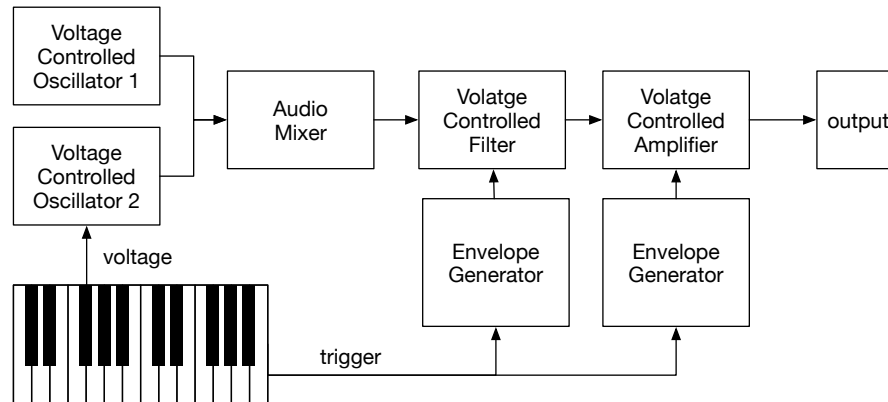 Voltage
Controlled
Oscillator 1
Voltage
Controlled
Oscillator 2
Audio
Mixer
Volatge
Controlled
Filter
Volatge
Controlled
Amplifier
output
Envelope
Generator
Envelope
Generator
voltage
trigger